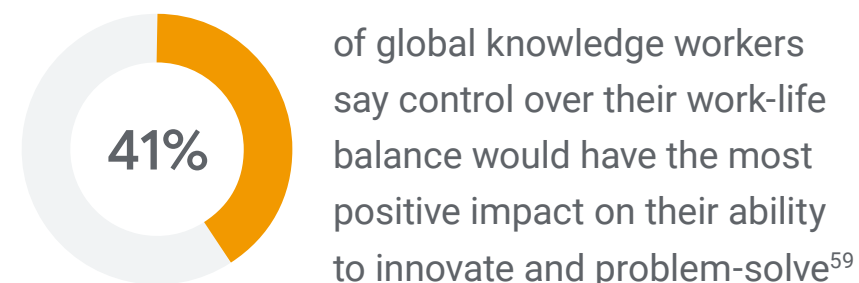 41%
of global knowledge workers
say control over their work-life
balance would have the most
positive impact on their ability
to innovate and problem-solve59